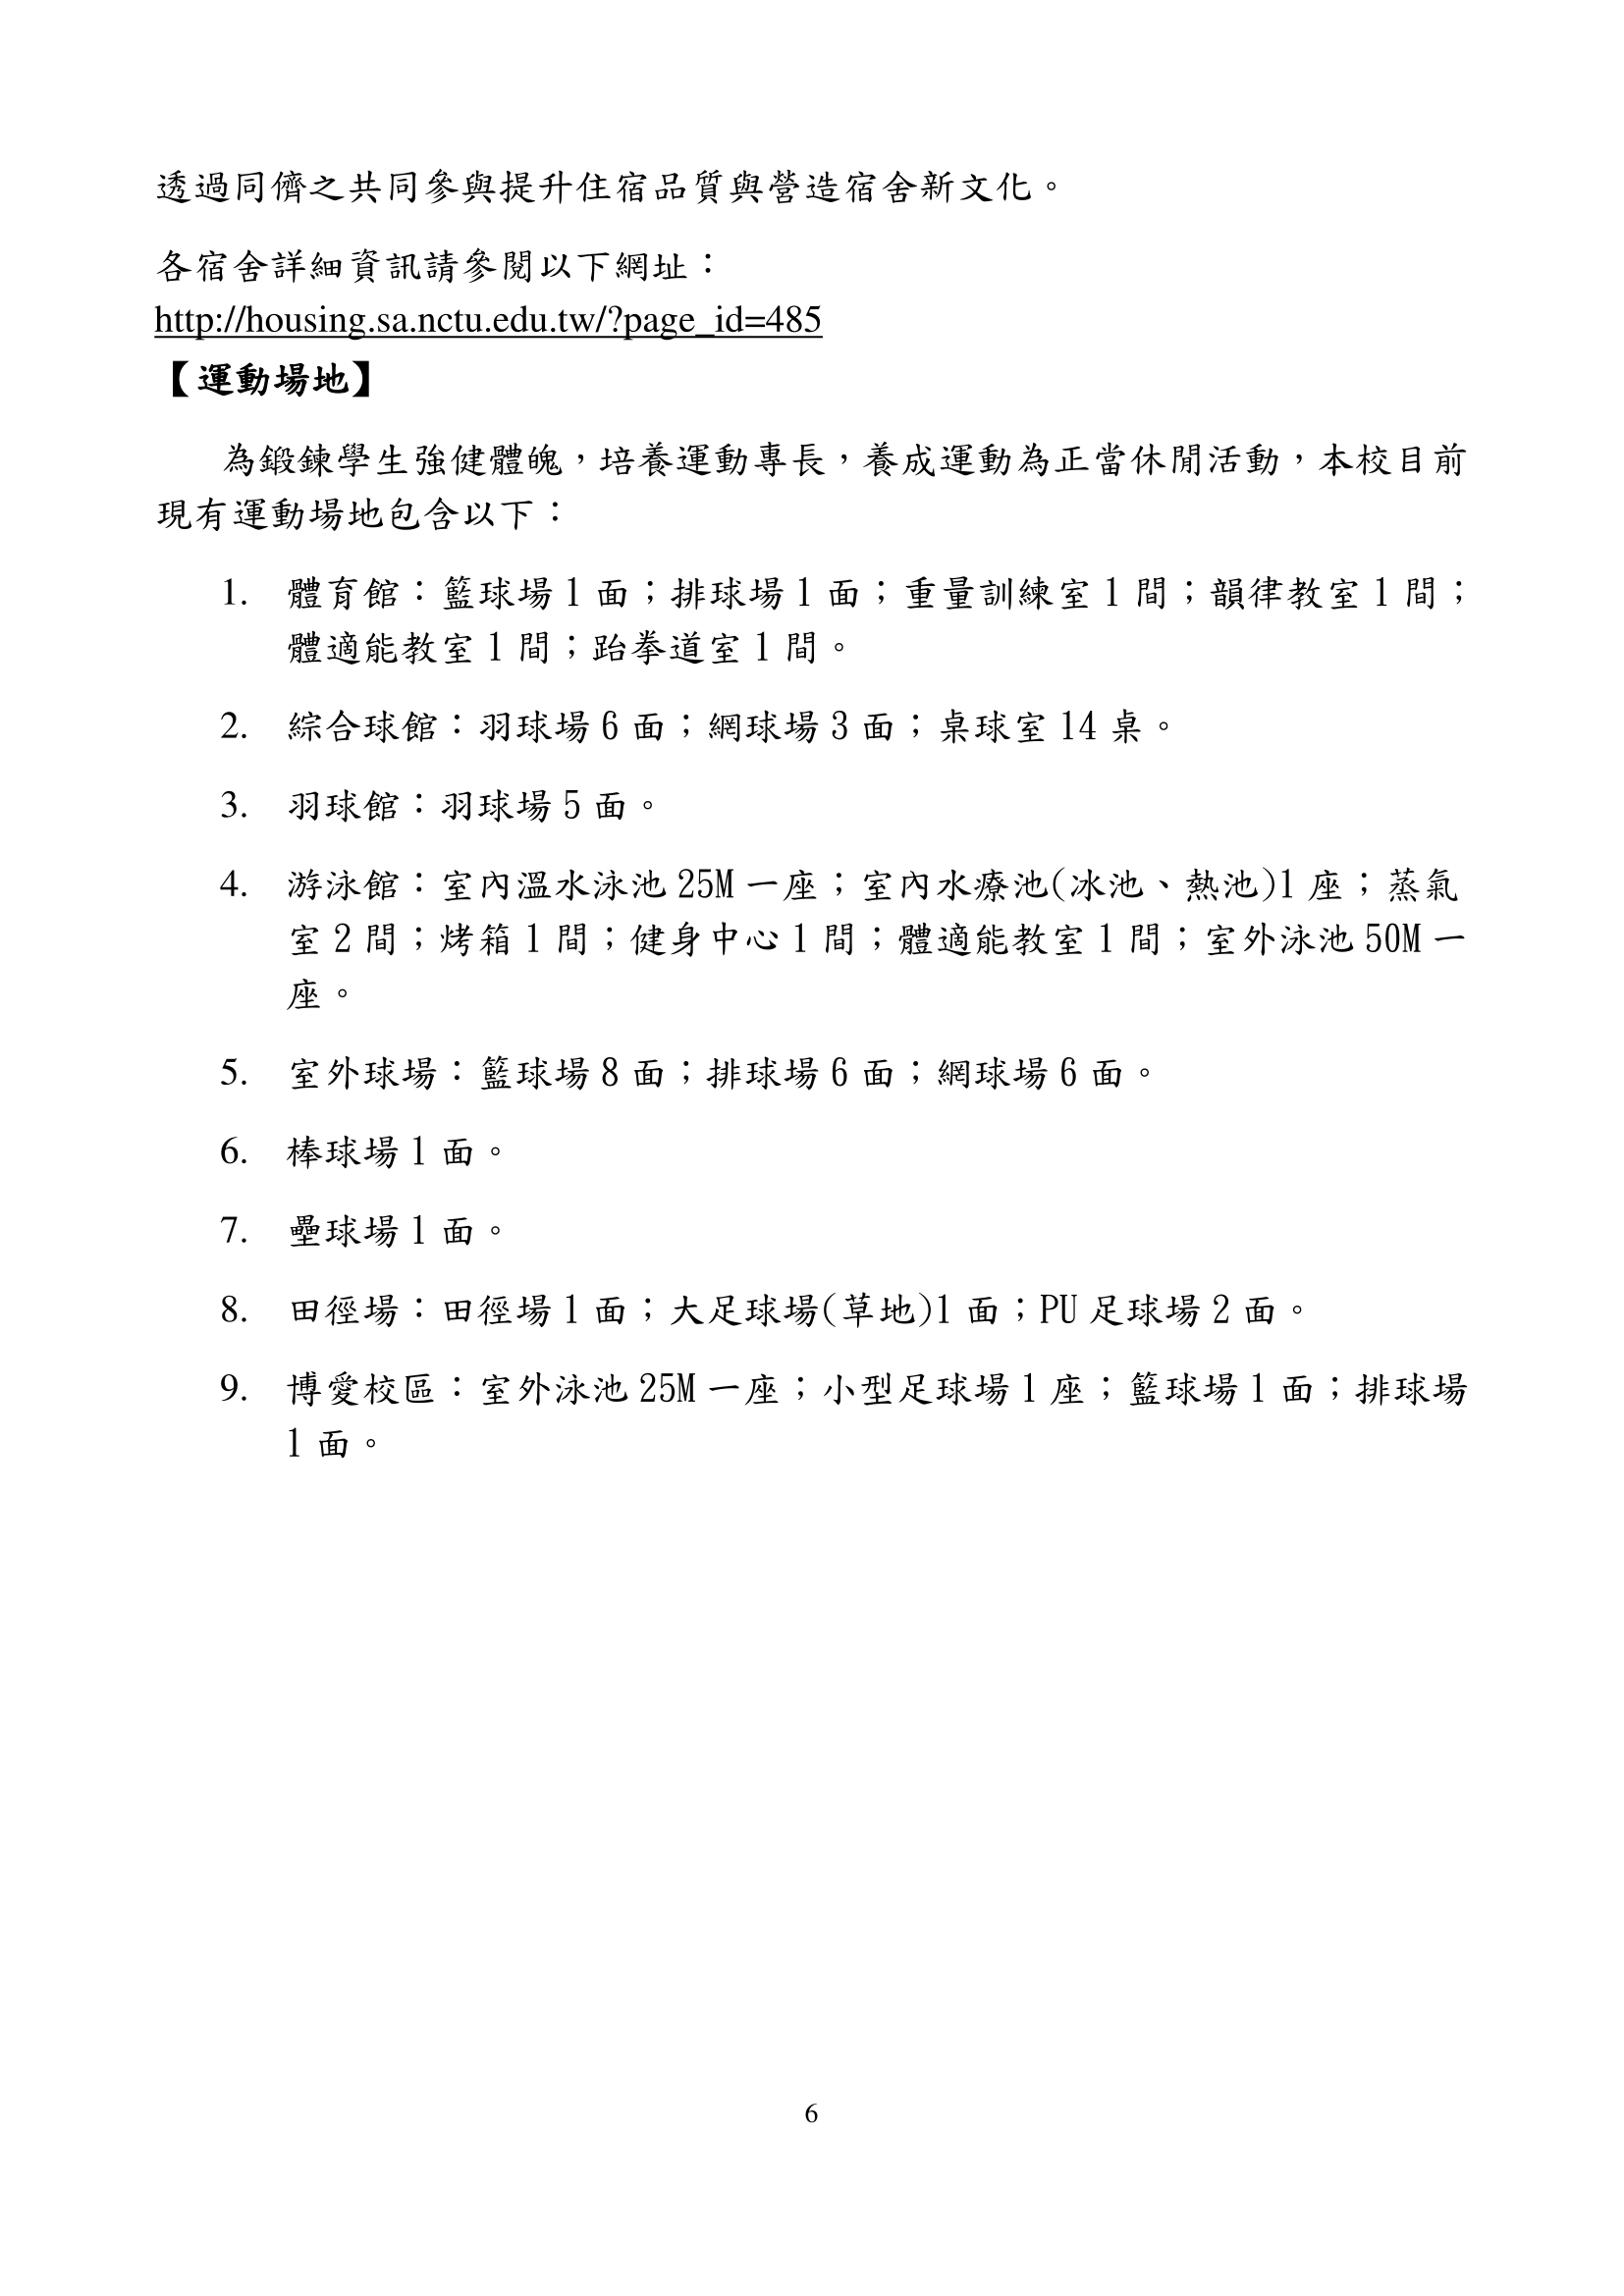 透過同儕之共同參與提升住宿品質與營造宿舍新文化。
各宿舍詳細資訊請參閱以下網址：
http://housing.sa.nctu.edu.tw/?page_id=485
【運動場地】
為鍛鍊學生強健體魄，培養運動專長，養成運動為正當休閒活動，本校目前
現有運動場地包含以下：
1. 體育館：籃球場 1 面；排球場 1 面；重量訓練室 1 間；韻律教室 1 間；
體適能教室 1 間；跆拳道室 1 間。
2. 綜合球館：羽球場 6 面；網球場 3 面；桌球室 14 桌。
3. 羽球館：羽球場 5 面。
4. 游泳館：室內溫水泳池 25M 一座；室內水療池(冰池、熱池)1 座；蒸氣
室 2 間；烤箱 1 間；健身中心 1 間；體適能教室 1 間；室外泳池 50M 一
座。
5. 室外球場：籃球場 8 面；排球場 6 面；網球場 6 面。
6. 棒球場 1 面。
7. 壘球場 1 面。
8. 田徑場：田徑場 1 面；大足球場(草地)1 面；PU 足球場 2 面。
9. 博愛校區：室外泳池 25M 一座；小型足球場 1 座；籃球場 1 面；排球場
1 面。
6